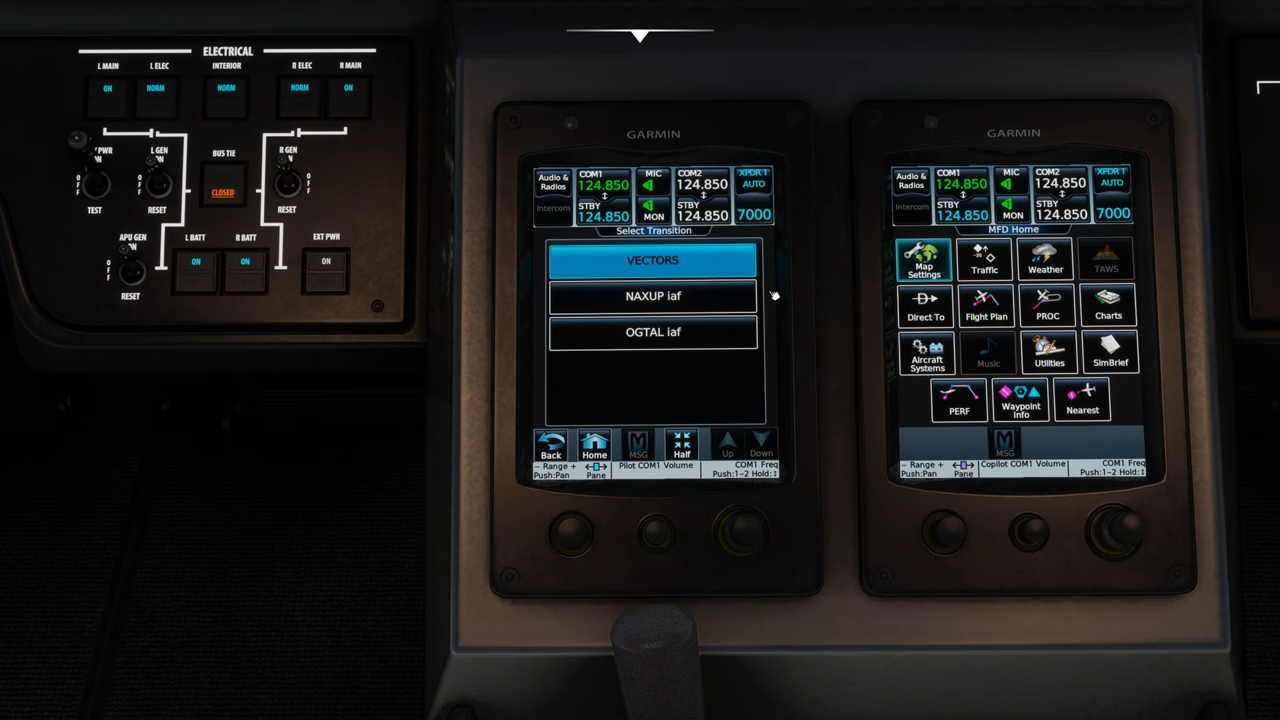 ELECTRICAL
L MAIN L ELEC INTERIOR R ELEC R MAIN
ON NORM NORM NORM ON
L GEN BUS TIE R GEN
OFF
TEST RESET CLOSED RESET OFF
APU GEN L BATT R BATT EXT PWR
OFF ON ON ON
RESET
GARMIN
Audio & Radios COM1 124.850 MIC COM2 124.850 XPDR 1 AUTO
Intercom STBY 124.850 MON STBY 124.850 7000
Select Transition
VECTORS
NAXUP iaf
OGTAL iaf
Back Home MSG Half Up Down
– Range + Pilot COM1 Volume COM1 Freq
Push:Pan Pane Push:1–2 Hold:↕
GARMIN
Audio & Radios COM1 124.850 MIC COM2 124.850 XPDR 1 AUTO
Intercom STBY 124.850 MON STBY 124.850 7000
MFD Home
Map Settings Traffic Weather TAWS
Direct To Flight Plan PROC Charts
Aircraft Systems Music Utilities SimBrief
PERF Waypoint Info Nearest
MSG
– Range + Copilot COM1 Volume COM1 Freq
Push:Pan Pane Push:1–2 Hold:↕